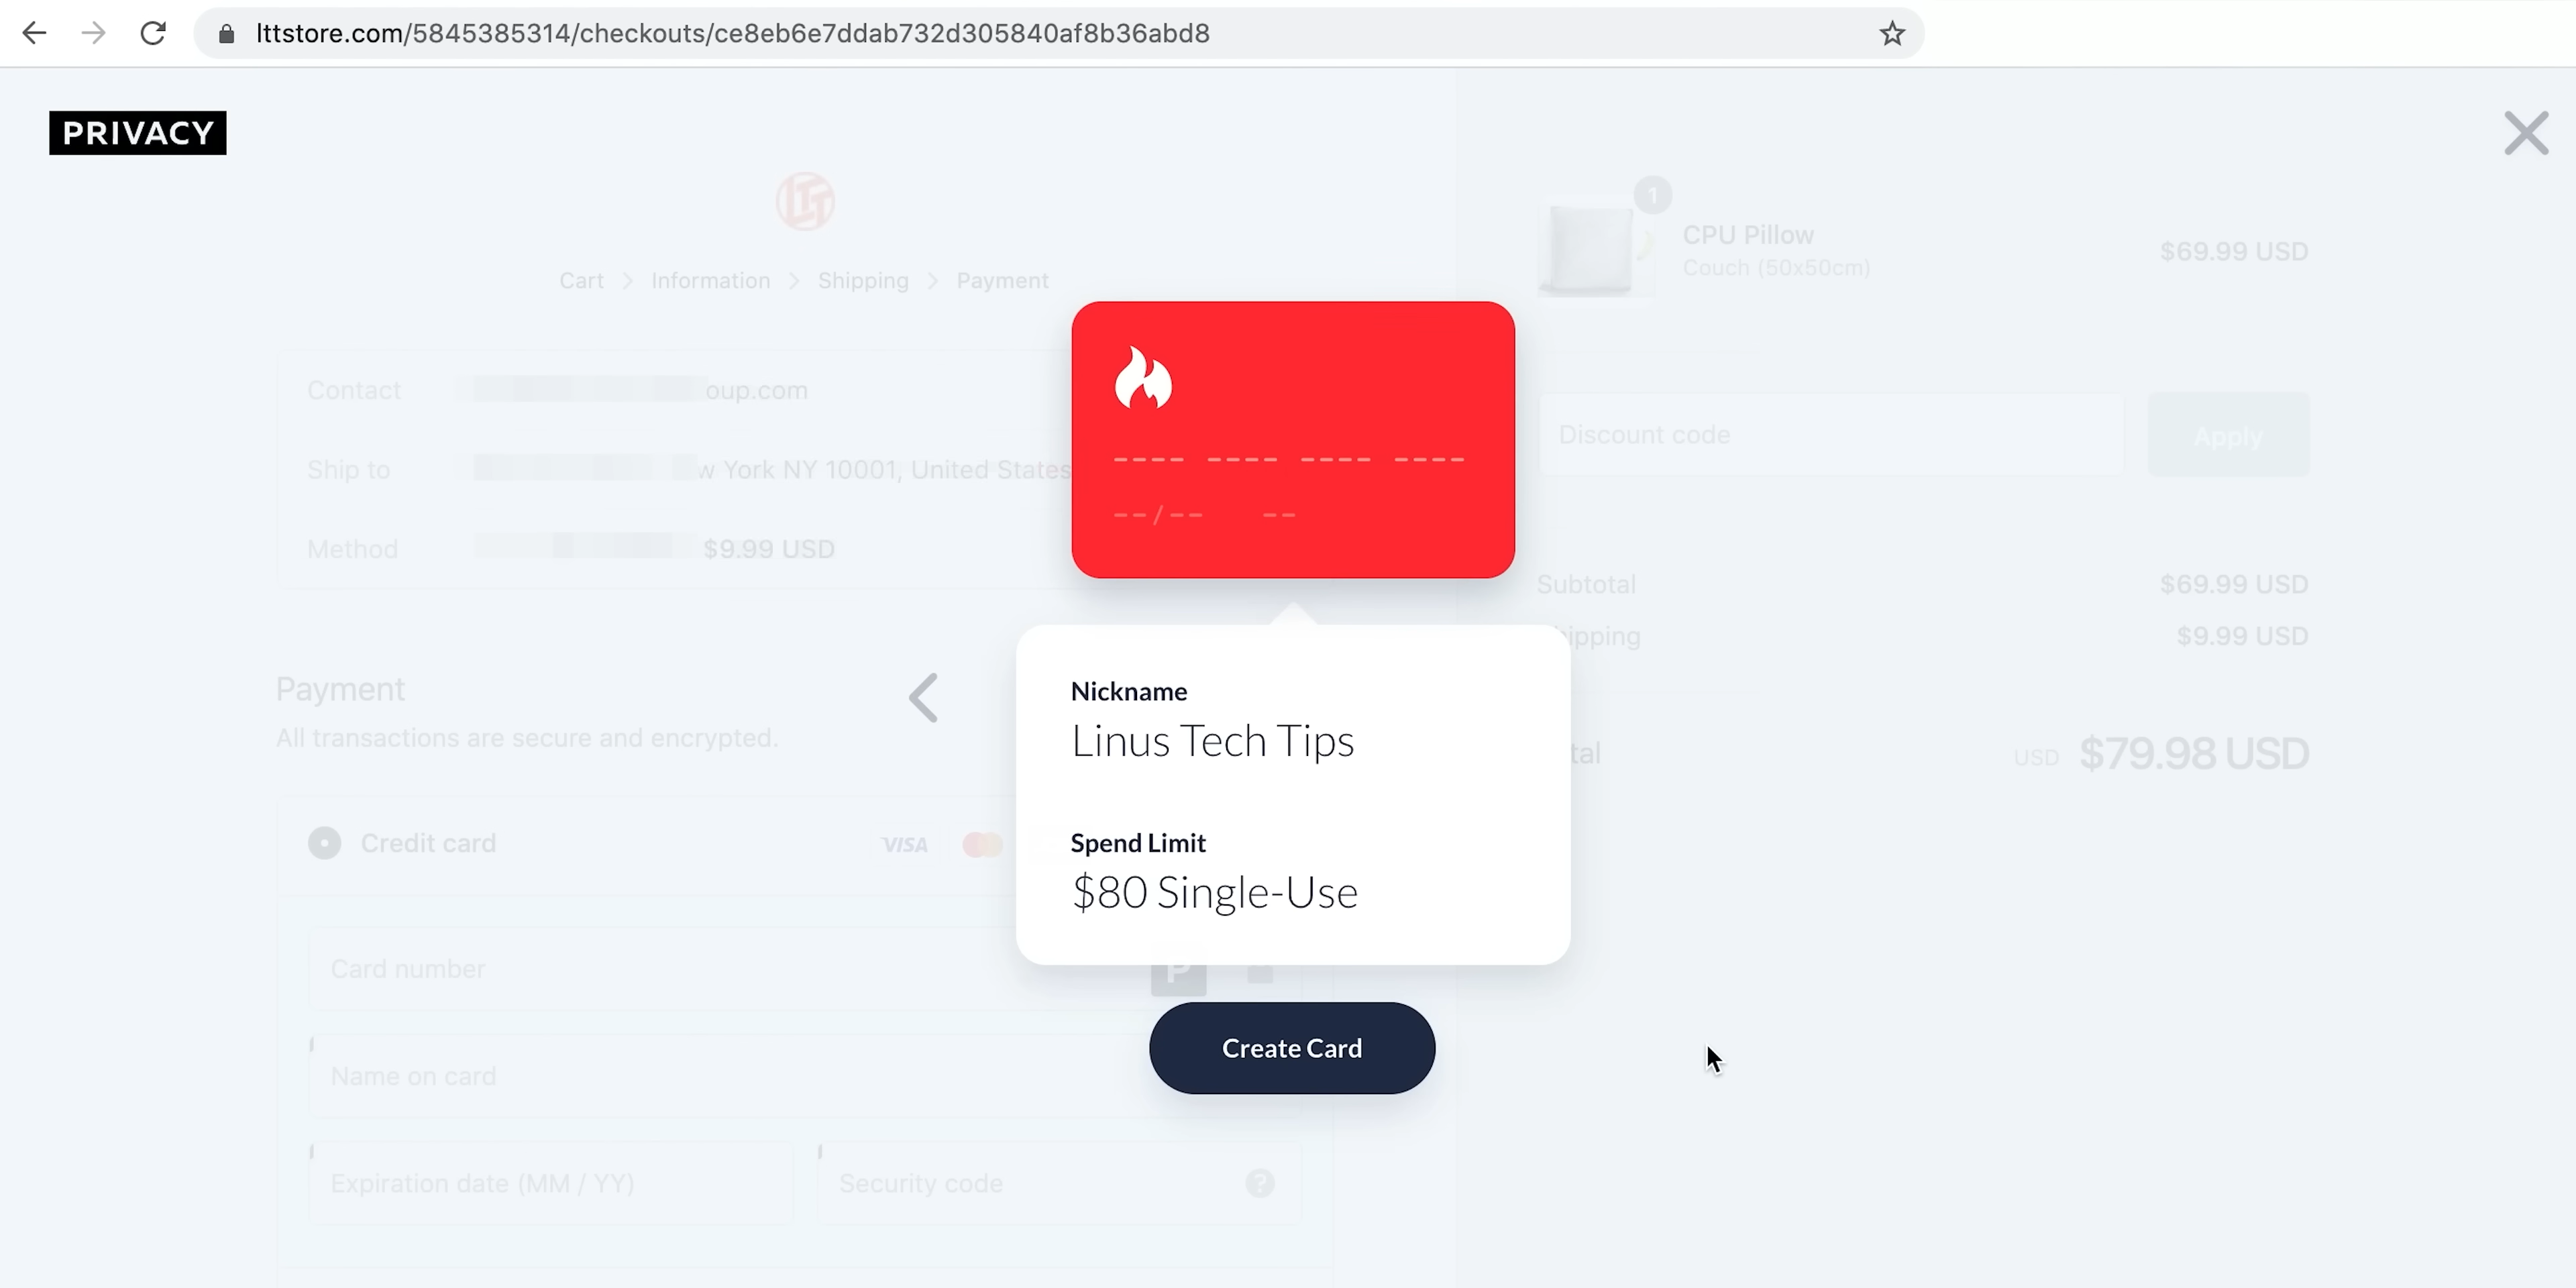 lttstore.com/5845385314/checkouts/ce8eb6e7ddab732d305840af8b36abd8
PRIVACY
LTT
Cart > Information > Shipping > Payment
Contact oup.com
Ship to w York NY 10001, United States
Method $9.99 USD
1
CPU Pillow
Couch (50x50cm)
$69.99 USD
Discount code
Apply
Subtotal $69.99 USD
ipping $9.99 USD
tal USD $79.98 USD
---- ---- ---- ----
--/-- --
Nickname
Linus Tech Tips
Spend Limit
$80 Single-Use
Create Card
Payment
All transactions are secure and encrypted.
Credit card VISA
Card number P
Name on card
Expiration date (MM / YY)
Security code ?